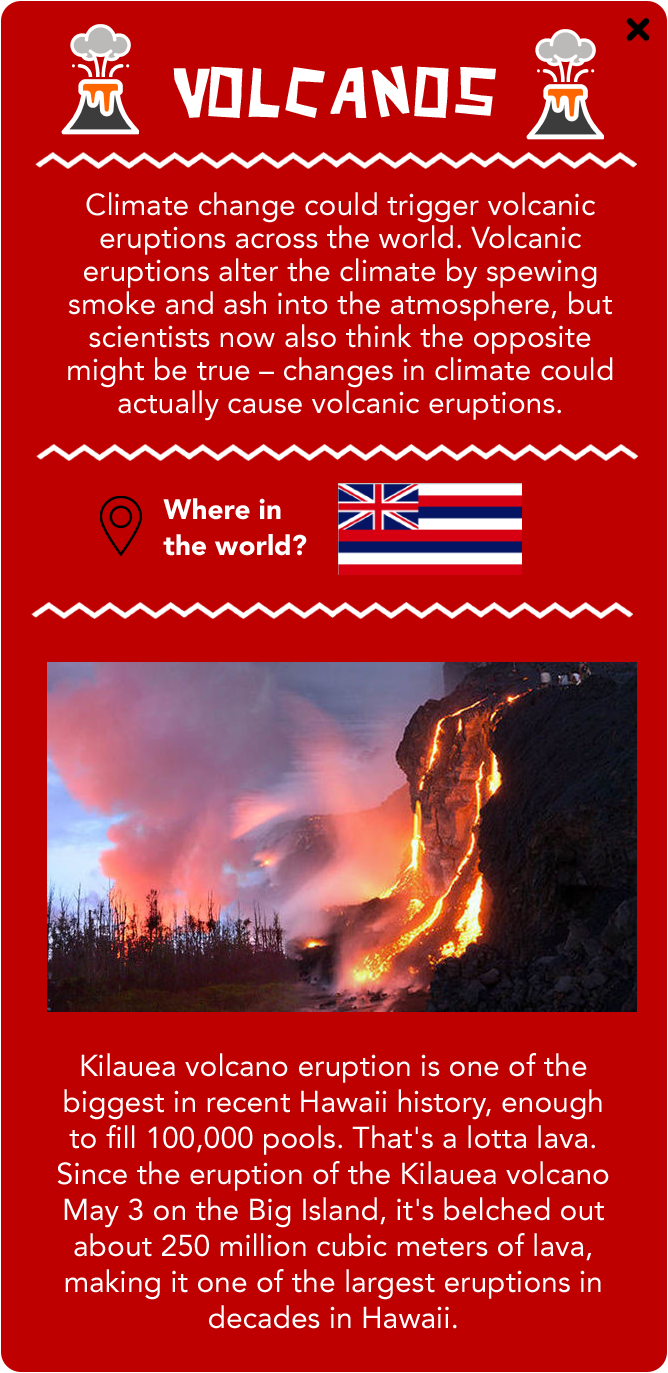 VOLCANOS
Climate change could trigger volcanic
eruptions across the world. Volcanic
eruptions alter the climate by spewing
smoke and ash into the atmosphere, but
scientists now also think the opposite
might be true – changes in climate could
actually cause volcanic eruptions.
Where in
the world?
Kilauea volcano eruption is one of the
biggest in recent Hawaii history, enough
to fill 100,000 pools. That's a lotta lava.
Since the eruption of the Kilauea volcano
May 3 on the Big Island, it's belched out
about 250 million cubic meters of lava,
making it one of the largest eruptions in
decades in Hawaii.